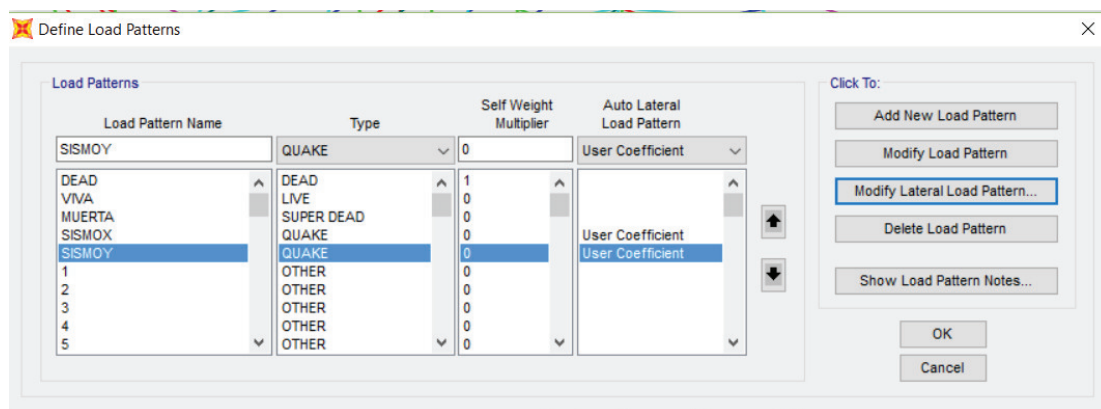 Define Load Patterns
Load Patterns
Click To:
Load Pattern Name Type Self Weight Multiplier Auto Lateral Load Pattern
SISMOY QUAKE 0 User Coefficient
DEAD DEAD 1
VIVA LIVE 0
MUERTA SUPER DEAD 0
SISMOX QUAKE 0 User Coefficient
SISMOY QUAKE 0 User Coefficient
1 OTHER 0
2 OTHER 0
3 OTHER 0
4 OTHER 0
5 OTHER 0
Add New Load Pattern
Modify Load Pattern
Modify Lateral Load Pattern...
Delete Load Pattern
Show Load Pattern Notes...
OK
Cancel